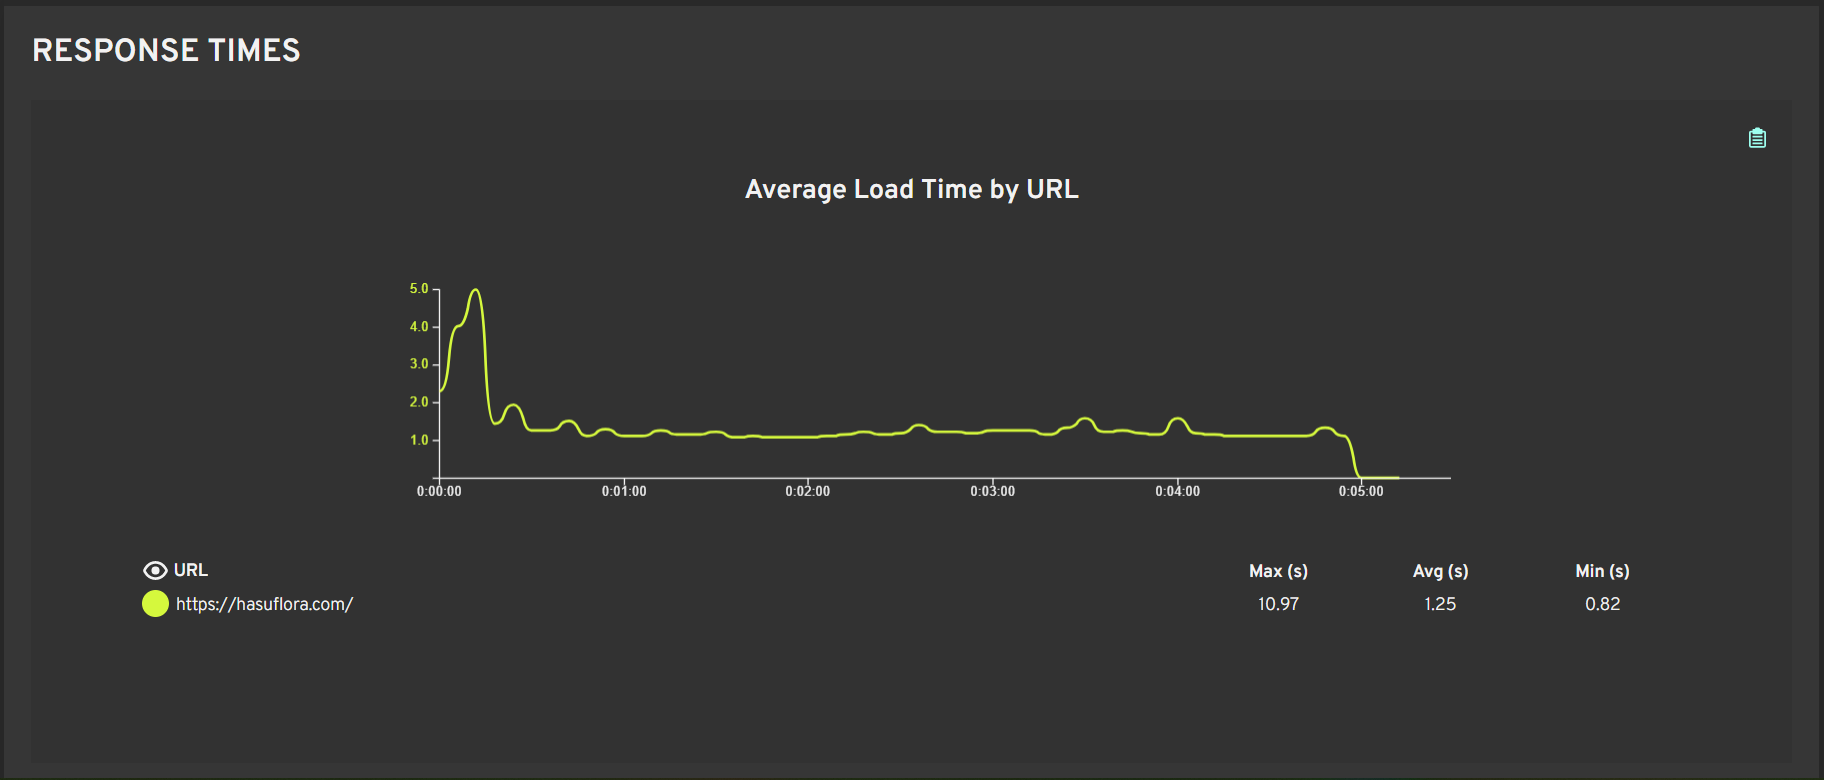 RESPONSE TIMES
Average Load Time by URL
5.0
4.0
3.0
2.0
1.0
0:00:00 0:01:00 0:02:00 0:03:00 0:04:00 0:05:00
URL Max (s) Avg (s) Min (s)
https://hasuflora.com/ 10.97 1.25 0.82